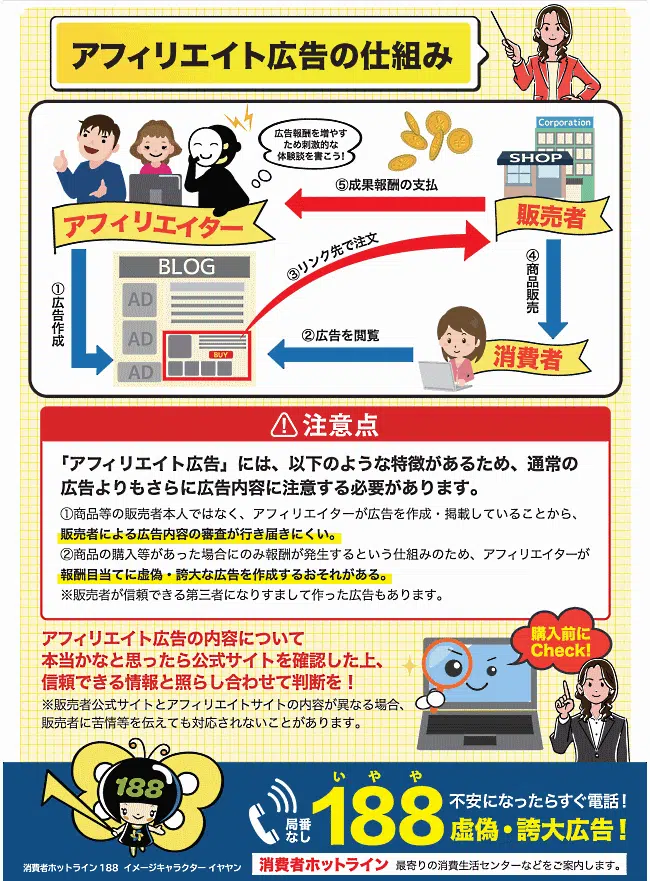 アフィリエイト広告の仕組み
広告報酬を増やす
ため刺激的な
体験談を書こう!
Corporation
SHOP
⑤成果報酬の支払
アフィリエイター
販売者
①広告作成
BLOG
AD
AD
AD
BUY
③リンク先で注文
④商品販売
②広告を閲覧
消費者
注意点
「アフィリエイト広告」には、以下のような特徴があるため、通常の
広告よりもさらに広告内容に注意する必要があります。
①商品等の販売者本人ではなく、アフィリエイターが広告を作成・掲載していることから、
販売者による広告内容の審査が行き届きにくい。
②商品の購入等があった場合にのみ報酬が発生するという仕組みのため、アフィリエイターが
報酬目当てに虚偽・誇大な広告を作成するおそれがある。
※販売者が信頼できる第三者になりすまして作った広告もあります。
アフィリエイト広告の内容について
本当かなと思ったら公式サイトを確認した上、
信頼できる情報と照らし合わせて判断を!
※販売者公式サイトとアフィリエイトサイトの内容が異なる場合、
販売者に苦情等を伝えても対応されないことがあります。
購入前に
Check!
188
消費者ホットライン188 イメージキャラクター イヤヤン
局番
なし
いやや
188
不安になったらすぐ電話!
虚偽・誇大広告!
消費者ホットライン 最寄りの消費生活センターなどをご案内します。